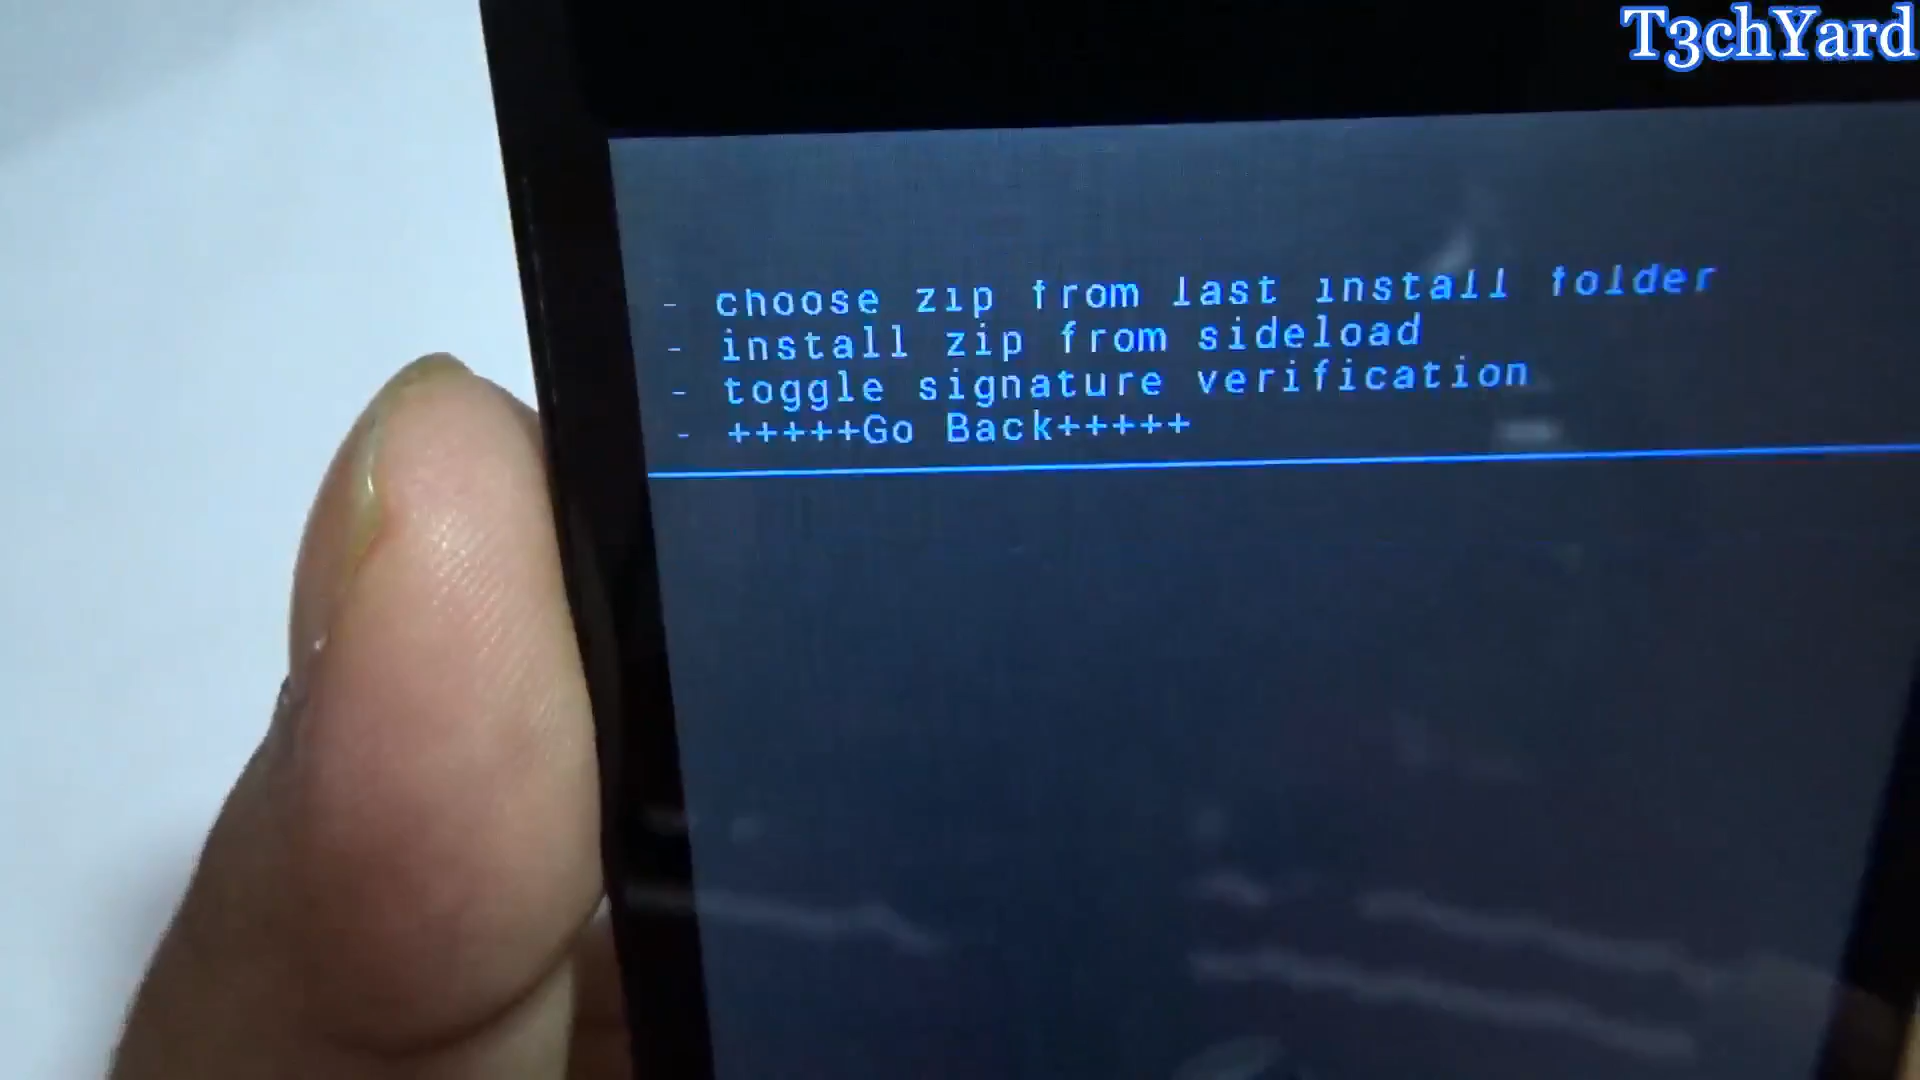 T3chYard
- choose zip from last install folder
- install zip from sideload
- toggle signature verification
- +++++Go Back+++++